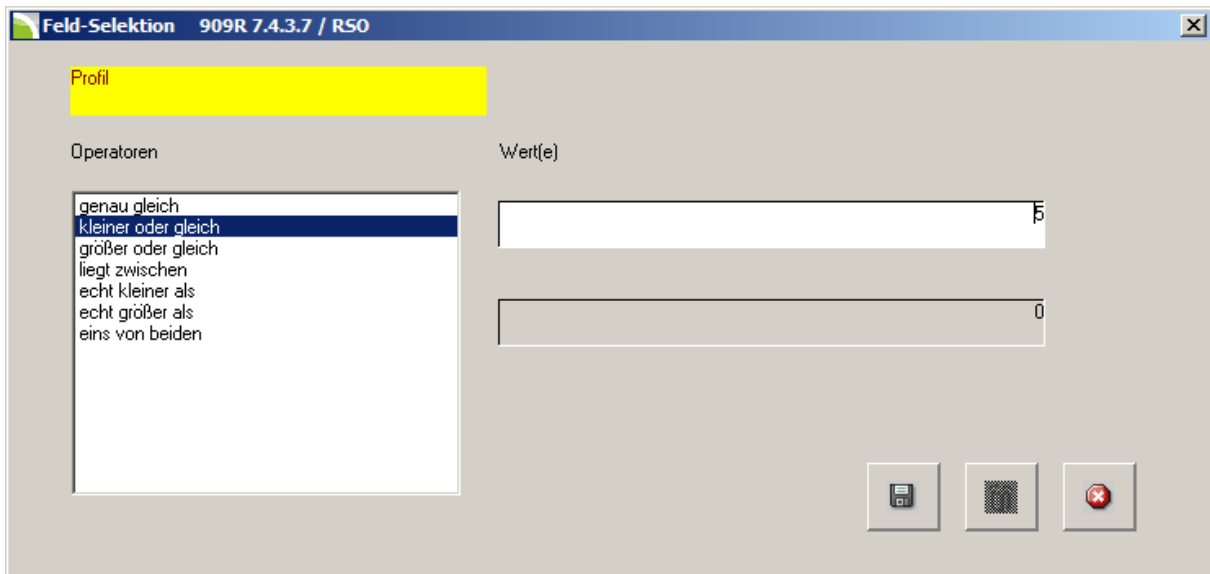 Feld-Selektion 909R 7.4.3.7 / RSO
Profil
Operatoren
Wert(e)
genau gleich
kleiner oder gleich
größer oder gleich
liegt zwischen
echt kleiner als
echt größer als
eins von beiden
5
0